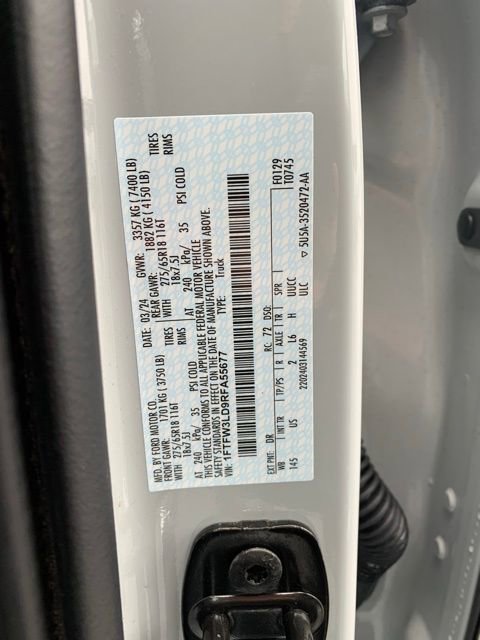 MFD. BY FORD MOTOR CO.
DATE: 03/24 GVWR: 3357 KG ( 7400 LB)
FRONT GAWR: 1701 KG ( 3750 LB) REAR GAWR: 1882 KG ( 4150 LB)
WITH 275/65R18 116T TIRES WITH 275/65R18 116T TIRES
18x7.5J RIMS 18x7.5J RIMS
AT 240 kPa/ 35 PSI COLD AT 240 kPa/ 35 PSI COLD
THIS VEHICLE CONFORMS TO ALL APPLICABLE FEDERAL MOTOR VEHICLE
SAFETY STANDARDS IN EFFECT ON THE DATE OF MANUFACTURE SHOWN ABOVE.
VIN: 1FTFW3LD9RFA55677 TYPE: Truck
F0129
T0745
EXT PNT: DR RC: 72 DSO:
WB INT TR TP/PS R AXLE TR SPR
145 US 2 L6 H UUCC
ULC
2202403144569
5U5A-3520472-AA